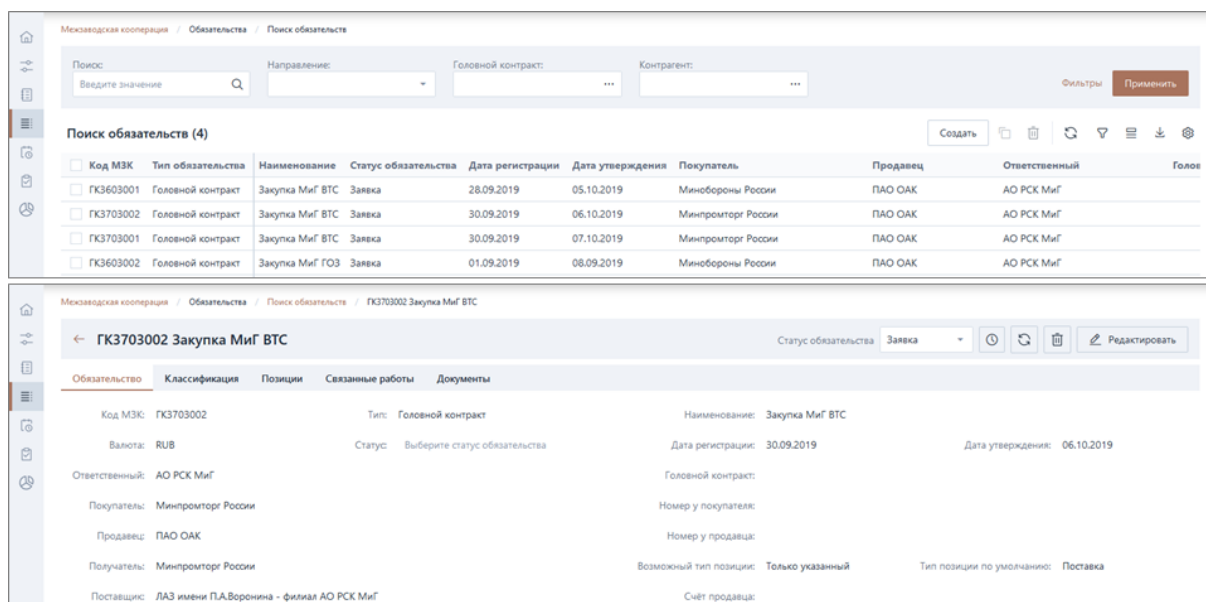 Межзаводская кооперация / Обязательства / Поиск обязательств
Поиск: Направление: Головной контракт: Контрагент:
Введите значение ... ... Фильтры Применить
Поиск обязательств (4) Создать
Код МЗК Тип обязательства Наименование Статус обязательства Дата регистрации Дата утверждения Покупатель Продавец Ответственный Голов
ГК3603001 Головной контракт Закупка МиГ ВТС Заявка 28.09.2019 05.10.2019 Минобороны России ПАО ОАК АО РСК МиГ
ГК3703002 Головной контракт Закупка МиГ ВТС Заявка 30.09.2019 06.10.2019 Минпромторг России ПАО ОАК АО РСК МиГ
ГК3703001 Головной контракт Закупка МиГ ВТС Заявка 30.09.2019 07.10.2019 Минпромторг России ПАО ОАК АО РСК МиГ
ГК3603002 Головной контракт Закупка МиГ ГОЗ Заявка 01.09.2019 08.09.2019 Минобороны России ПАО ОАК АО РСК МиГ
Межзаводская кооперация / Обязательства / Поиск обязательств / ГК3703002 Закупка МиГ ВТС
← ГК3703002 Закупка МиГ ВТС Статус обязательства Заявка Редактировать
Обязательство Классификация Позиции Связанные работы Документы
Код МЗК: ГК3703002 Тип: Головной контракт Наименование: Закупка МиГ ВТС
Валюта: RUB Статус: Выберите статус обязательства Дата регистрации: 30.09.2019 Дата утверждения: 06.10.2019
Ответственный: АО РСК МиГ Головной контракт:
Покупатель: Минпромторг России Номер у покупателя:
Продавец: ПАО ОАК Номер у продавца:
Получатель: Минпромторг России Возможный тип позиции: Только указанный Тип позиции по умолчанию: Поставка
Поставщик: ЛАЗ имени П.А.Воронина - филиал АО РСК МиГ Счёт продавца: